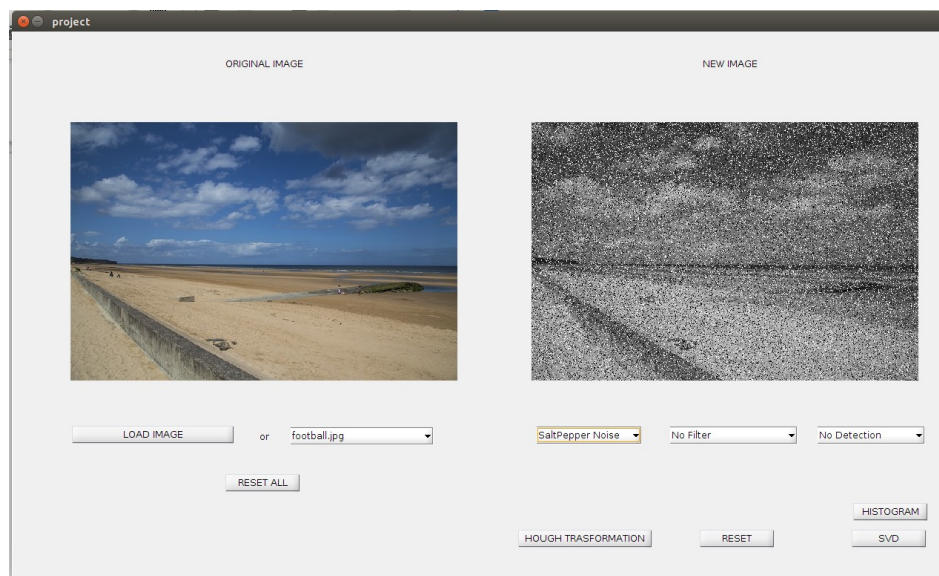 project
ORIGINAL IMAGE
NEW IMAGE
LOAD IMAGE
or
football.jpg
SaltPepper Noise
No Filter
No Detection
RESET ALL
HISTOGRAM
HOUGH TRASFORMATION
RESET
SVD